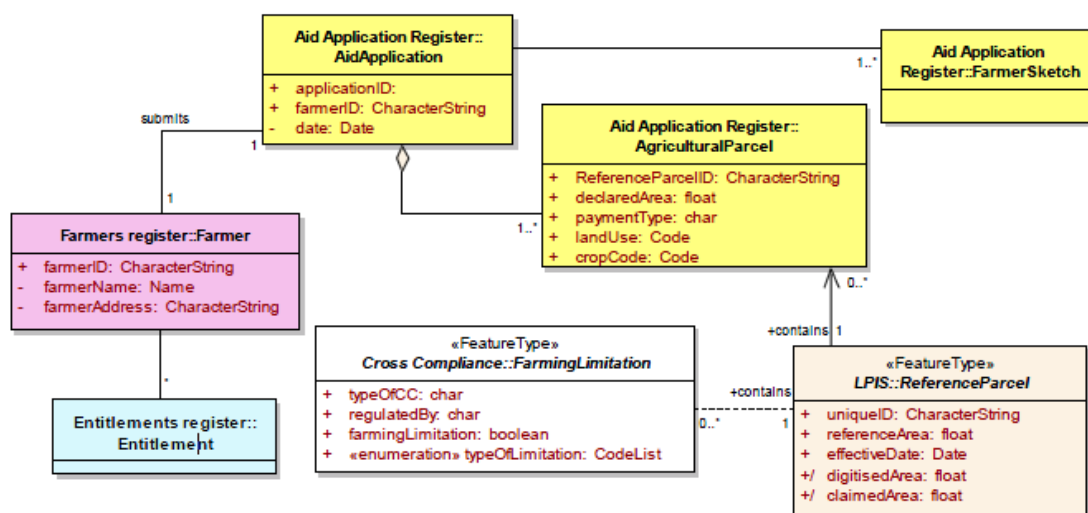 Aid Application Register::
AidApplication
+ applicationID:
+ farmerID: CharacterString
- date: Date
1..*
Aid Application
Register::FarmerSketch
submits
1
1
Aid Application Register::
AgriculturalParcel
+ ReferenceParcelID: CharacterString
+ declaredArea: float
+ paymentType: char
+ landUse: Code
+ cropCode: Code
1..*
0..*
Farmers register::Farmer
+ farmerID: CharacterString
- farmerName: Name
- farmerAddress: CharacterString
*
Entitlements register::
Entitlement
«FeatureType»
Cross Compliance::FarmingLimitation
+ typeOfCC: char
+ regulatedBy: char
+ farmingLimitation: boolean
+ «enumeration» typeOfLimitation: CodeList
+contains 1
+contains
0..* 1
«FeatureType»
LPIS::ReferenceParcel
+ uniqueID: CharacterString
+ referenceArea: float
+ effectiveDate: Date
+/ digitisedArea: float
+/ claimedArea: float